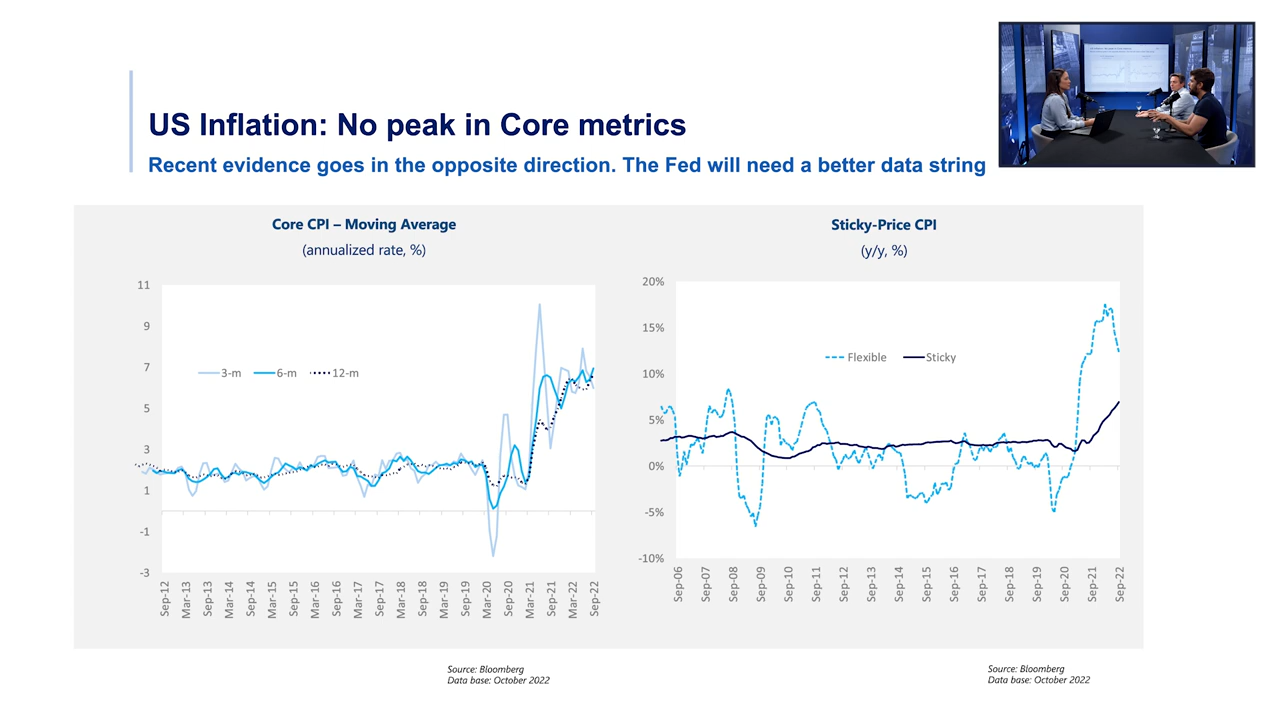 US Inflation: No peak in Core metrics
Recent evidence goes in the opposite direction. The Fed will need a better data string
Core CPI – Moving Average
(annualized rate, %)
11
9
7
5
3
1
-1
-3
3-m
6-m
12-m
Sep-12
Mar-13
Sep-13
Mar-14
Sep-14
Mar-15
Sep-15
Mar-16
Sep-16
Mar-17
Sep-17
Mar-18
Sep-18
Mar-19
Sep-19
Mar-20
Sep-20
Mar-21
Sep-21
Mar-22
Sep-22
Source: Bloomberg
Data base: October 2022
Sticky-Price CPI
(y/y, %)
20%
15%
10%
5%
0%
-5%
-10%
Flexible
Sticky
Sep-06
Sep-07
Sep-08
Sep-09
Sep-10
Sep-11
Sep-12
Sep-13
Sep-14
Sep-15
Sep-16
Sep-17
Sep-18
Sep-19
Sep-20
Sep-21
Sep-22
Source: Bloomberg
Data base: October 2022